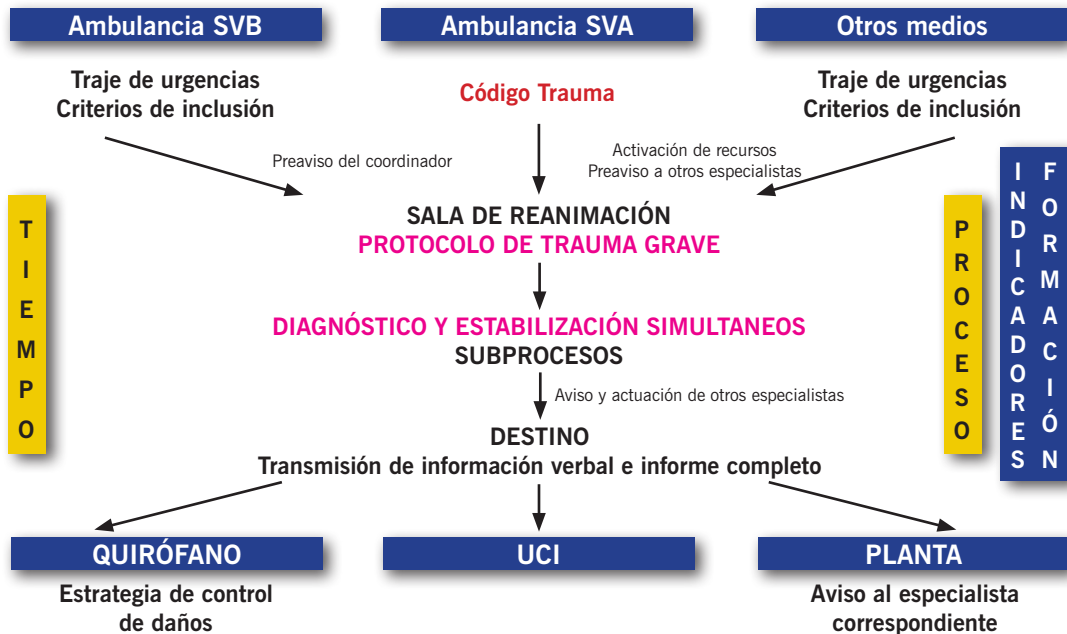 Ambulancia SVB
Ambulancia SVA
Otros medios
Traje de urgencias
Criterios de inclusión
Código Trauma
Traje de urgencias
Criterios de inclusión
Preaviso del coordinador
Activación de recursos
Preaviso a otros especialistas
SALA DE REANIMACIÓN
PROTOCOLO DE TRAUMA GRAVE
DIAGNÓSTICO Y ESTABILIZACIÓN SIMULTANEOS
SUBPROCESOS
Aviso y actuación de otros especialistas
DESTINO
Transmisión de información verbal e informe completo
TIEMPO
PROCESO
INDICADORES
FORMACIÓN
QUIRÓFANO
UCI
PLANTA
Estrategia de control
de daños
Aviso al especialista
correspondiente